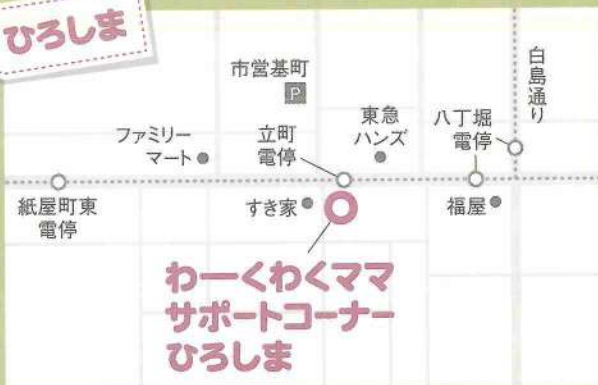 ひろしま
市営基町
P
白島通り
東急
ハンズ
八丁堀
電停
ファミリー
マート
立町
電停
紙屋町東
電停
すき家
福屋
わーくわくママ
サポートコーナー
ひろしま